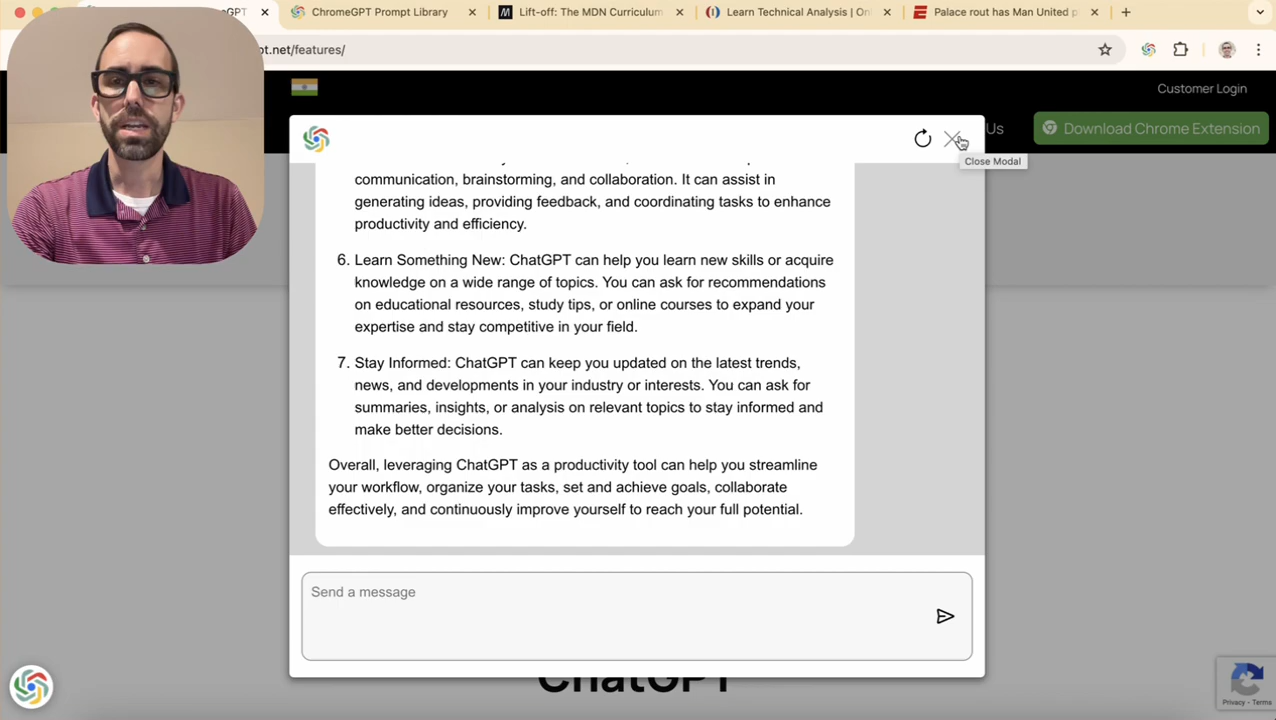 GPT
ChromeGPT Prompt Library
Lift-off: The MDN Curriculum
Learn Technical Analysis | On
Palace rout has Man United p
ot.net/features/
Customer Login
Us
Download Chrome Extension
Close Modal
communication, brainstorming, and collaboration. It can assist in
generating ideas, providing feedback, and coordinating tasks to enhance
productivity and efficiency.
6. Learn Something New: ChatGPT can help you learn new skills or acquire
knowledge on a wide range of topics. You can ask for recommendations
on educational resources, study tips, or online courses to expand your
expertise and stay competitive in your field.
7. Stay Informed: ChatGPT can keep you updated on the latest trends,
news, and developments in your industry or interests. You can ask for
summaries, insights, or analysis on relevant topics to stay informed and
make better decisions.
Overall, leveraging ChatGPT as a productivity tool can help you streamline
your workflow, organize your tasks, set and achieve goals, collaborate
effectively, and continuously improve yourself to reach your full potential.
Send a message
ChatGPT
Privacy - Terms